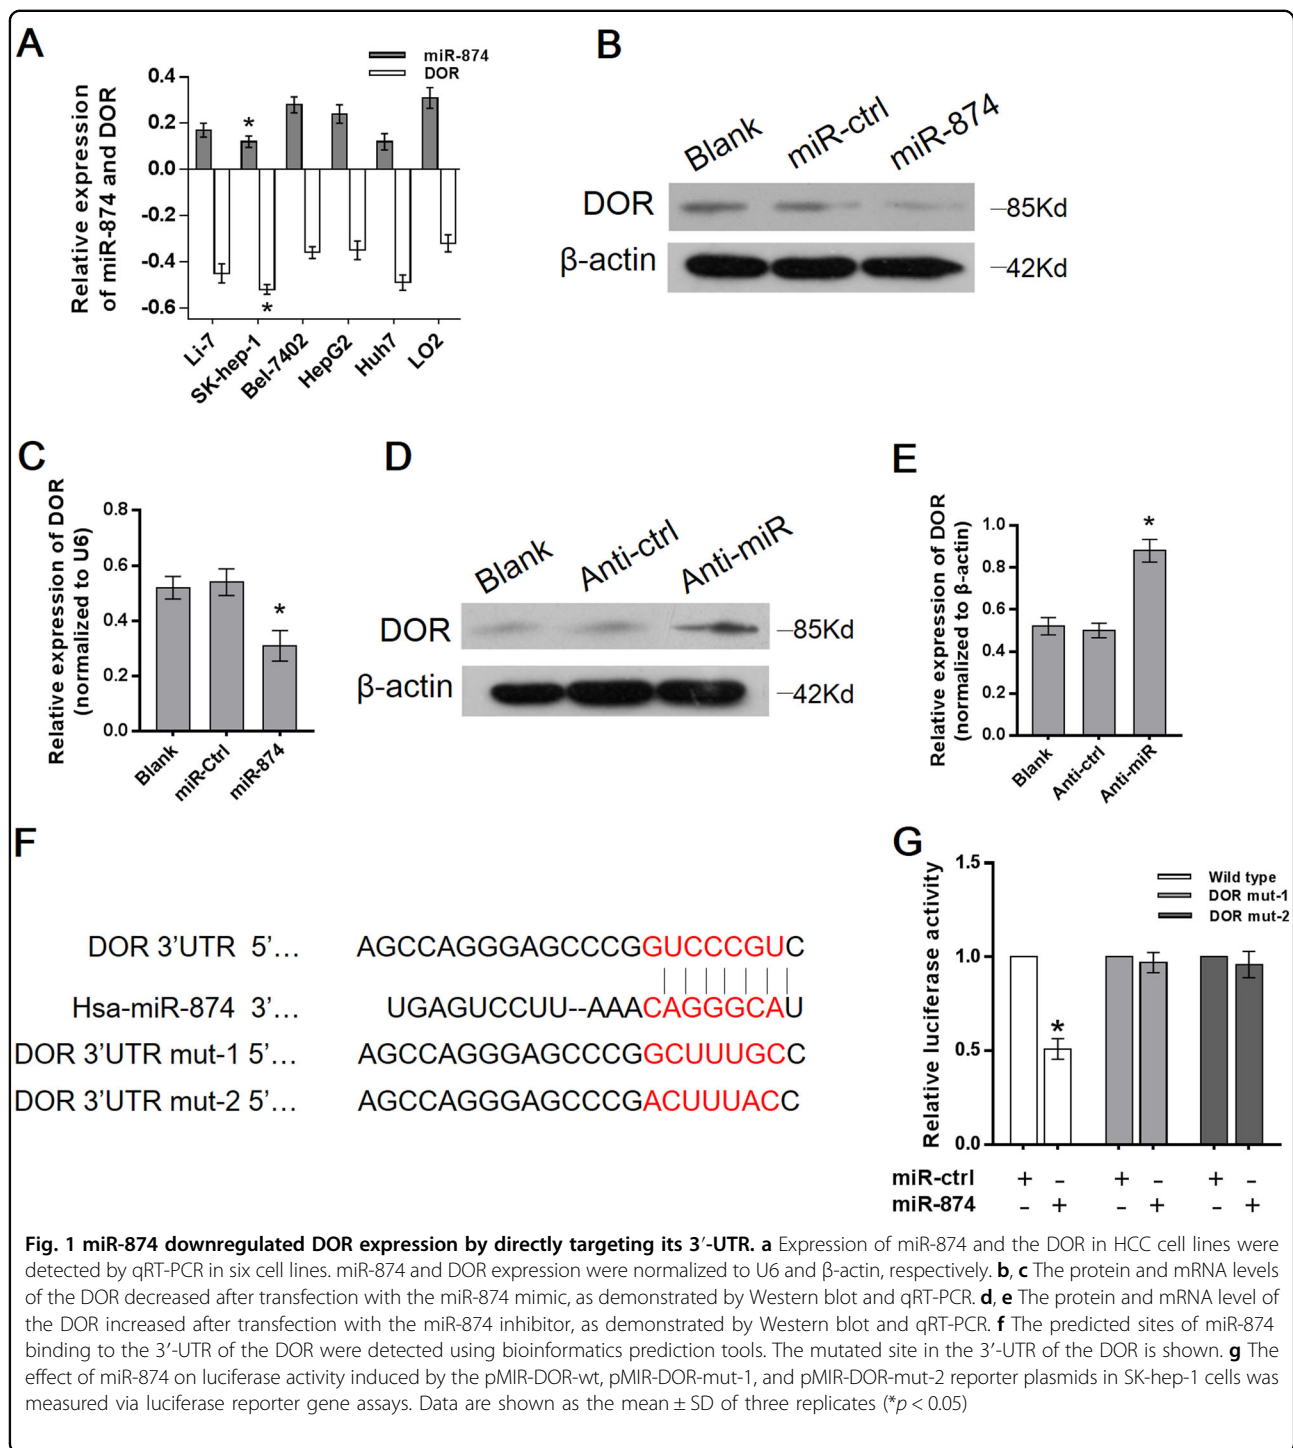 A
miR-874
DOR
Relative expression
of miR-874 and DOR
0.4
0.2
0.0
-0.2
-0.4
-0.6
*
*
Li-7
SK-hep-1
Bel-7402
HepG2
Huh7
LO2
B
Blank
miR-ctrl
miR-874
DOR
–85Kd
β-actin
–42Kd
C
Relative expression of DOR
(normalized to U6)
0.8
0.6
0.4
0.2
0.0
*
Blank
miR-Ctrl
miR-874
D
Blank
Anti-ctrl
Anti-miR
DOR
–85Kd
β-actin
–42Kd
E
Relative expression of DOR
(normalized to β-actin)
1.0
0.8
0.6
0.4
0.2
0.0
*
Blank
Anti-ctrl
Anti-miR
F
DOR 3'UTR 5'... AGCCAGGGAGCCCGGUCCCGUC
Hsa-miR-874 3'... UGAGUCCUU--AAACAGGGCAU
DOR 3'UTR mut-1 5'... AGCCAGGGAGCCCGGCUUUGCC
DOR 3'UTR mut-2 5'... AGCCAGGGAGCCCGACUUUACC
G
Relative luciferase activity
1.5
1.0
0.5
0.0
Wild type
DOR mut-1
DOR mut-2
*
miR-ctrl + - + - + -
miR-874 - + - + - +
Fig. 1 miR-874 downregulated DOR expression by directly targeting its 3′-UTR. a Expression of miR-874 and the DOR in HCC cell lines were
detected by qRT-PCR in six cell lines. miR-874 and DOR expression were normalized to U6 and β-actin, respectively. b, c The protein and mRNA levels
of the DOR decreased after transfection with the miR-874 mimic, as demonstrated by Western blot and qRT-PCR. d, e The protein and mRNA level of
the DOR increased after transfection with the miR-874 inhibitor, as demonstrated by Western blot and qRT-PCR. f The predicted sites of miR-874
binding to the 3′-UTR of the DOR were detected using bioinformatics prediction tools. The mutated site in the 3′-UTR of the DOR is shown. g The
effect of miR-874 on luciferase activity induced by the pMIR-DOR-wt, pMIR-DOR-mut-1, and pMIR-DOR-mut-2 reporter plasmids in SK-hep-1 cells was
measured via luciferase reporter gene assays. Data are shown as the mean ± SD of three replicates (*p < 0.05)